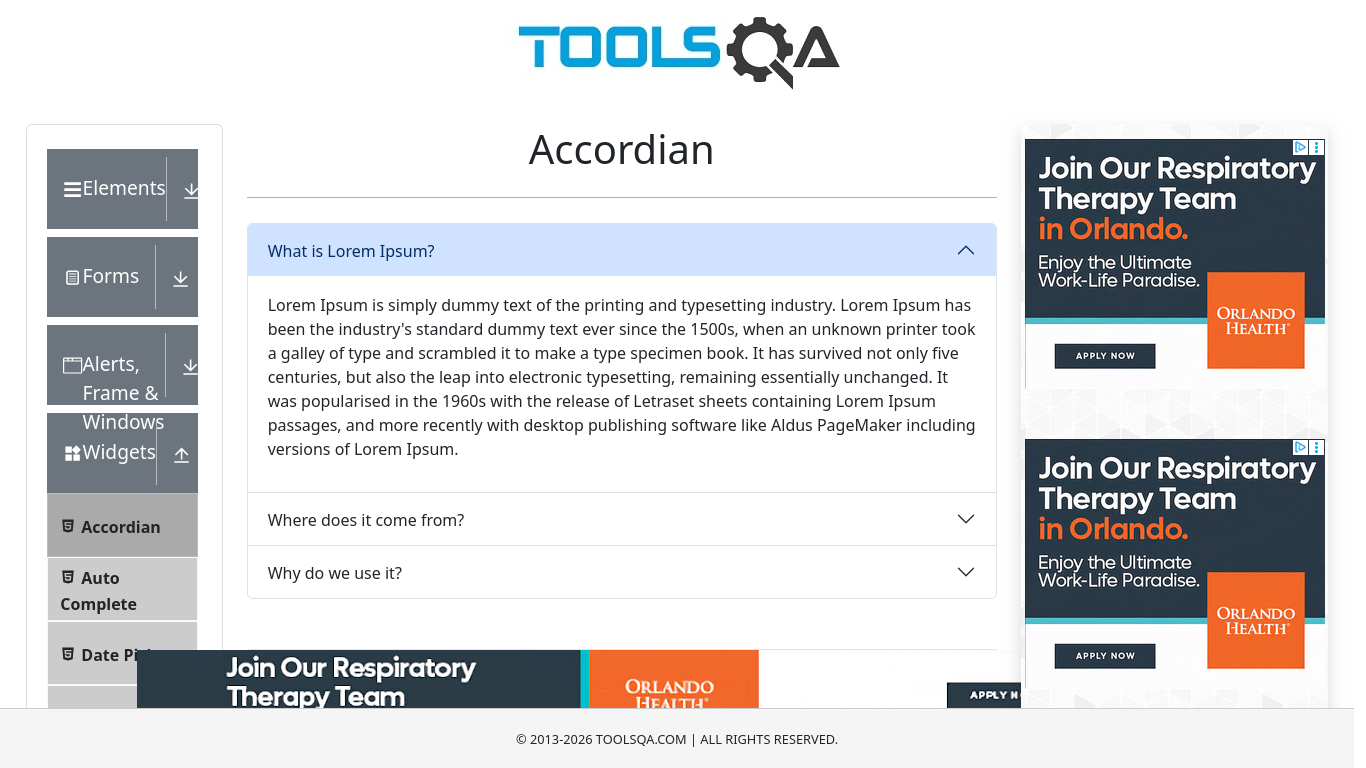 TOOLSQA
Elements
Forms
Alerts,
Frame &
Windows
Widgets
Accordian
Auto
Complete
Date
Accordian
What is Lorem Ipsum?
Lorem Ipsum is simply dummy text of the printing and typesetting industry. Lorem Ipsum has
been the industry's standard dummy text ever since the 1500s, when an unknown printer took
a galley of type and scrambled it to make a type specimen book. It has survived not only five
centuries, but also the leap into electronic typesetting, remaining essentially unchanged. It
was popularised in the 1960s with the release of Letraset sheets containing Lorem Ipsum
passages, and more recently with desktop publishing software like Aldus PageMaker including
versions of Lorem Ipsum.
Where does it come from?
Why do we use it?
Join Our Respiratory
Therapy Team
in Orlando.
Enjoy the Ultimate
Work-Life Paradise.
ORLANDO
HEALTH®
APPLY NOW
Join Our Respiratory
Therapy Team
in Orlando.
Enjoy the Ultimate
Work-Life Paradise.
ORLANDO
HEALTH®
APPLY NOW
Join Our Respiratory
Therapy Team
ORLANDO
HEALTH
APPLY
© 2013-2026 TOOLSQA.COM | ALL RIGHTS RESERVED.